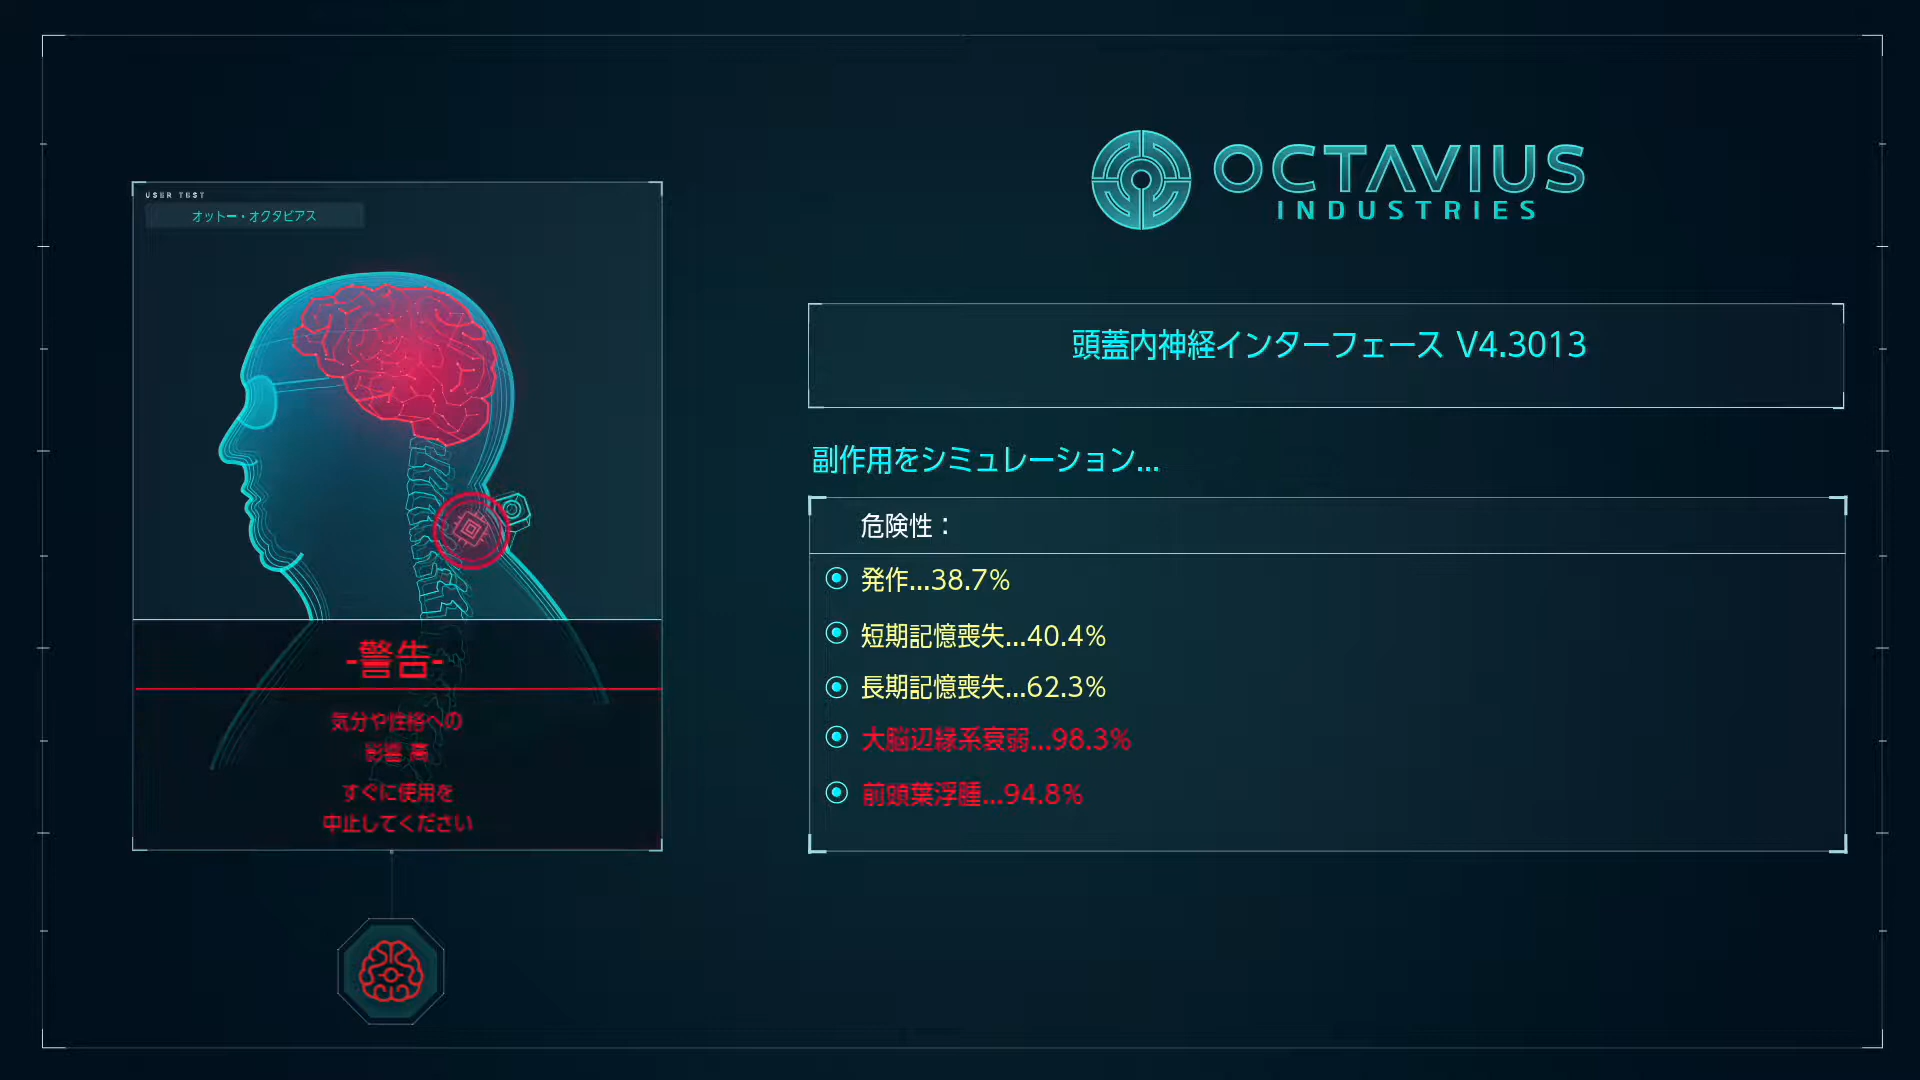 USER TEST
オットー・オクタビアス
-警告-
気分や性格への
影響 高
すぐに使用を
中止してください
OCTAVIUS
INDUSTRIES
頭蓋内神経インターフェース V4.3013
副作用をシミュレーション...
危険性：
発作...38.7%
短期記憶喪失...40.4%
長期記憶喪失...62.3%
大脳辺縁系衰弱...98.3%
前頭葉浮腫...94.8%